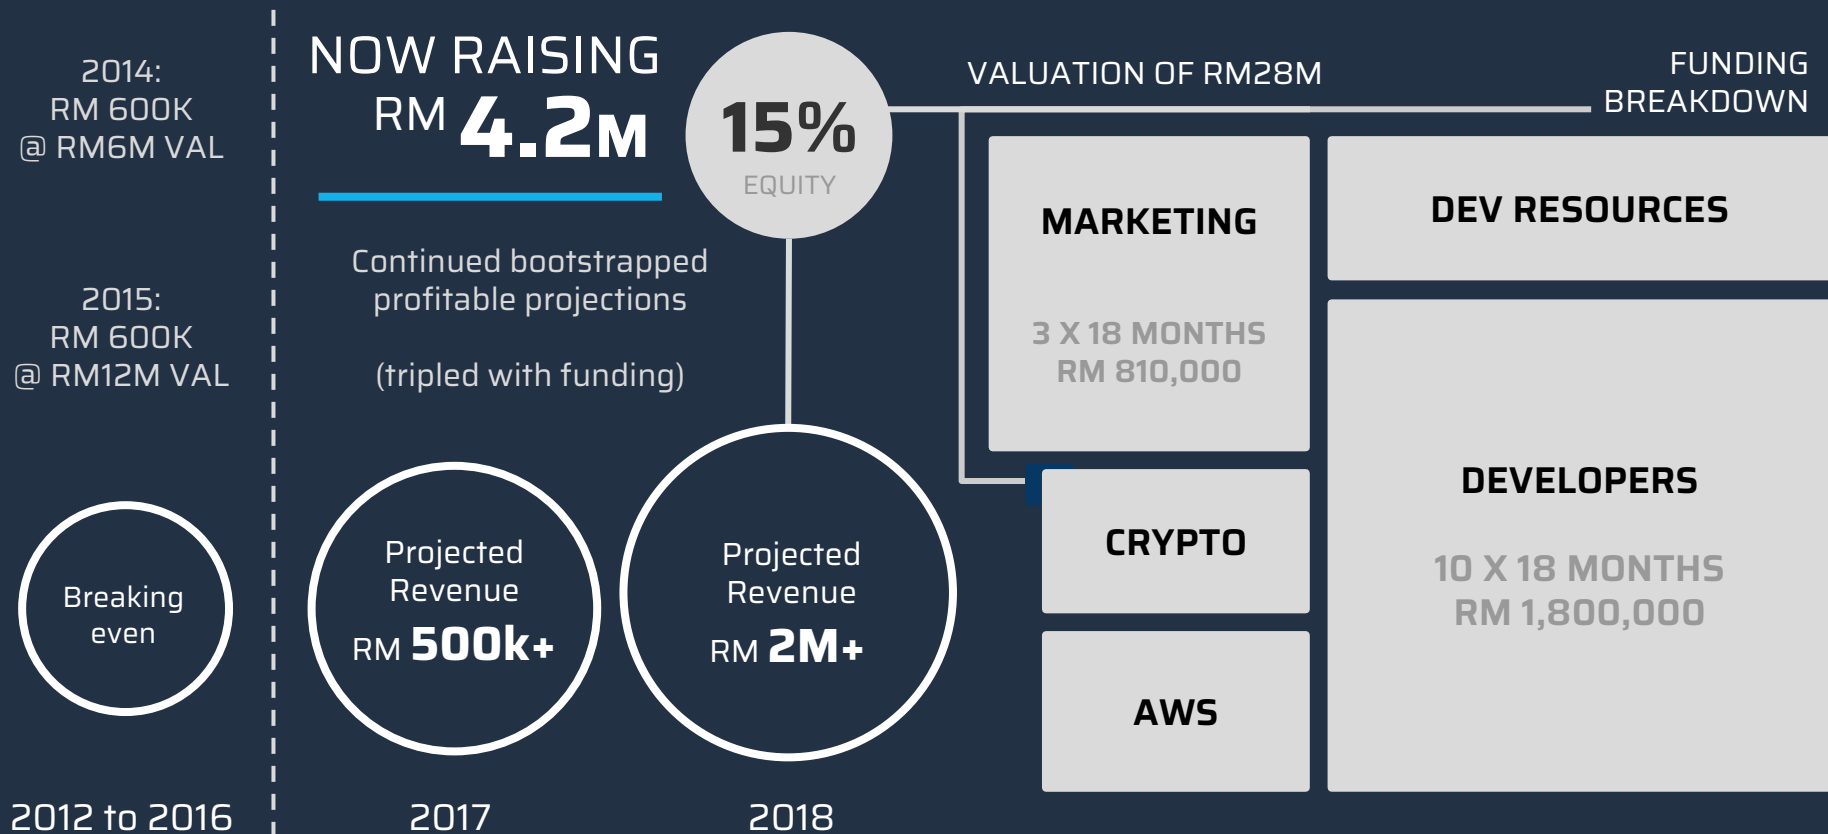 2014:
RM 600K
@ RM6M VAL
2015:
RM 600K
@ RM12M VAL
Breaking
even
2012 to 2016
NOW RAISING
RM 4.2M
15%
EQUITY
Continued bootstrapped
profitable projections
(tripled with funding)
Projected
Revenue
RM 500k+
2017
Projected
Revenue
RM 2M+
2018
VALUATION OF RM28M
FUNDING
BREAKDOWN
MARKETING
3 X 18 MONTHS
RM 810,000
DEV RESOURCES
CRYPTO
AWS
DEVELOPERS
10 X 18 MONTHS
RM 1,800,000